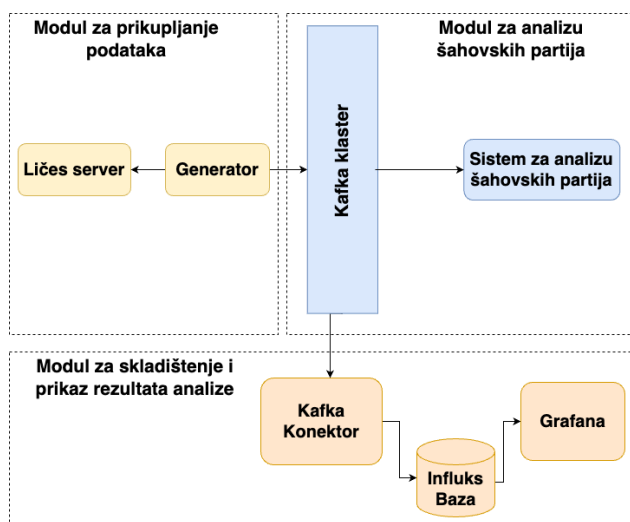 Modul za prikupljanje
podataka
Ličes server
Generator
Modul za analizu
šahovskih partija
Kafka klaster
Sistem za analizu
šahovskih partija
Modul za skladištenje i
prikaz rezultata analize
Kafka
Konektor
Influks
Baza
Grafana